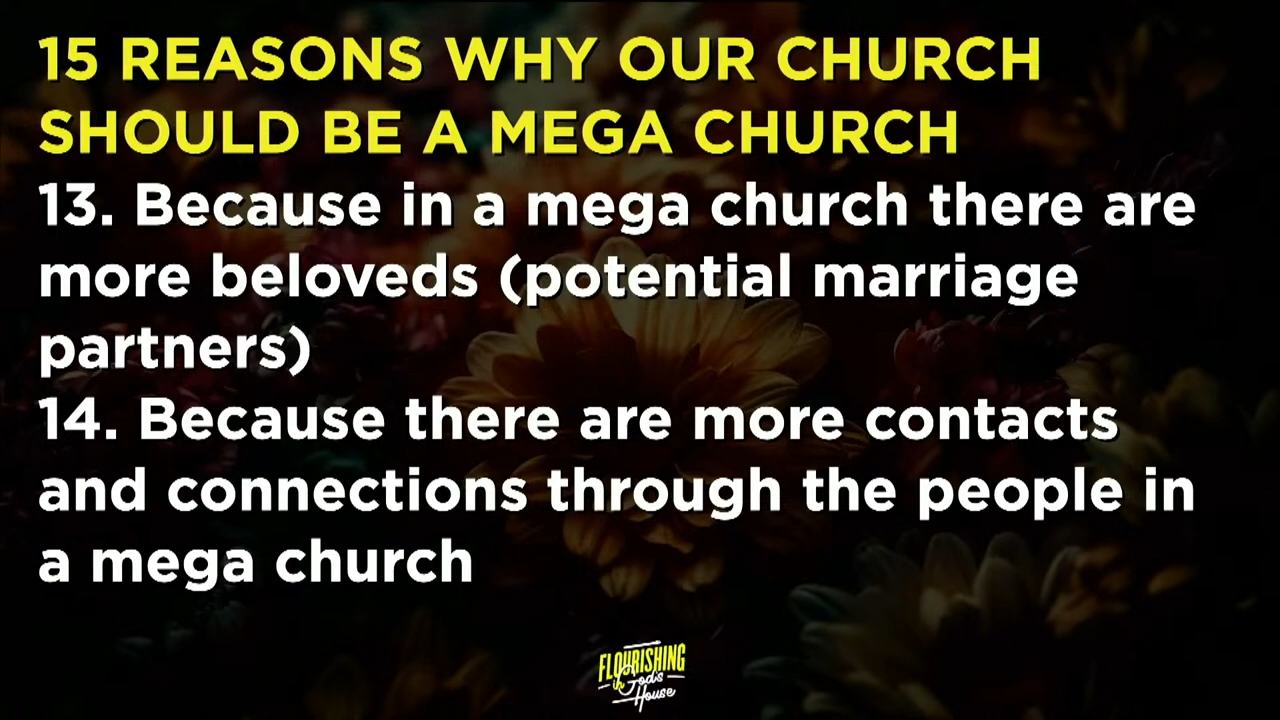 15 REASONS WHY OUR CHURCH
SHOULD BE A MEGA CHURCH
13. Because in a mega church there are
more beloveds (potential marriage
partners)
14. Because there are more contacts
and connections through the people in
a mega church
FLOURISHING
in God's
House